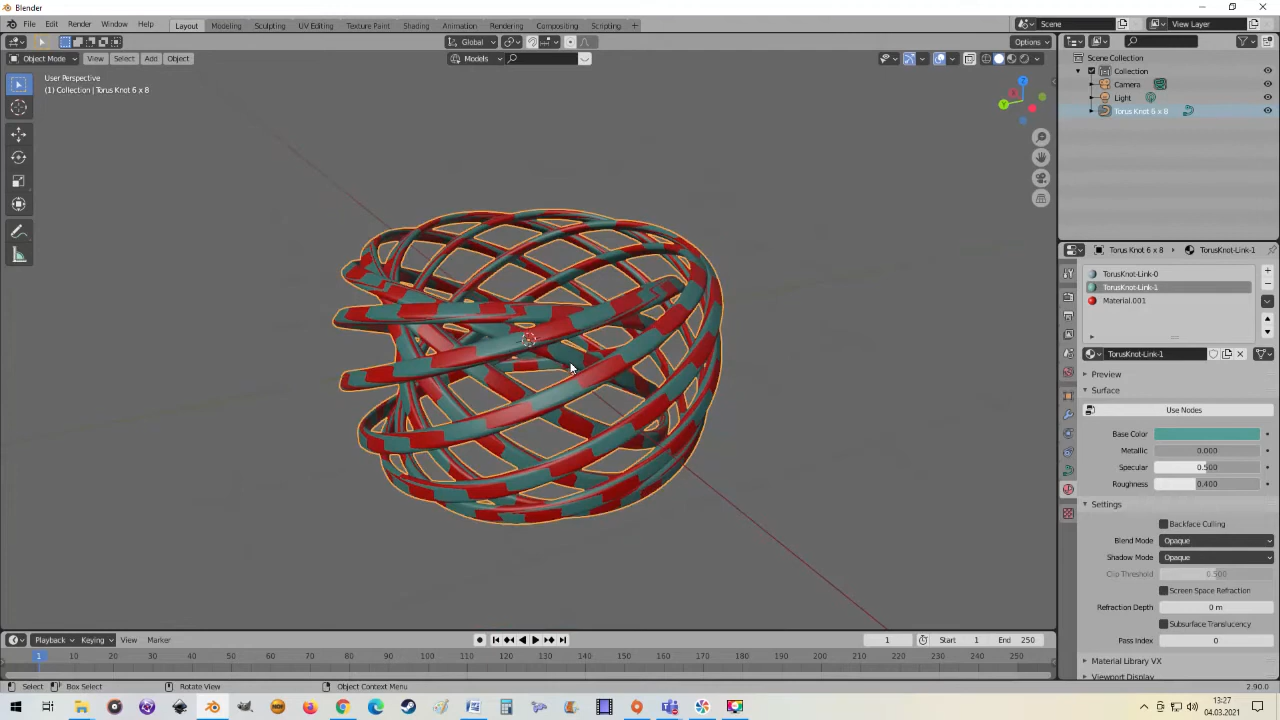 Blender
File Edit Render Window Help
Layout Modeling Sculpting UV Editing Texture Paint Shading Animation Rendering Compositing Scripting +
Scene
View Layer
Global
Options
Object Mode View Select Add Object
Models
User Perspective
(1) Collection | Torus Knot 6 x 8
Z
Y
Scene Collection
Collection
Camera
Light
Torus Knot 6 x 8
Torus Knot 6 x 8 > TorusKnot-Link-1
TorusKnot-Link-0
TorusKnot-Link-1
Material.001
TorusKnot-Link-1
Preview
Surface
Use Nodes
Base Color
Metallic 0.000
Specular 0.500
Roughness 0.400
Settings
Backface Culling
Blend Mode Opaque
Shadow Mode Opaque
Clip Threshold 0.500
Screen Space Refraction
Refraction Depth 0 m
Subsurface Translucency
Pass Index 0
Material Library VX
Viewport Display
Playback Keying View Marker
1 Start 1 End 250
1 10 20 30 40 50 60 70 80 90 100 110 120 130 140 150 160 170 180 190 200 210 220 230 240 250
Select Box Select Rotate View Object Context Menu 2.90.0
13:27
04.03.2021